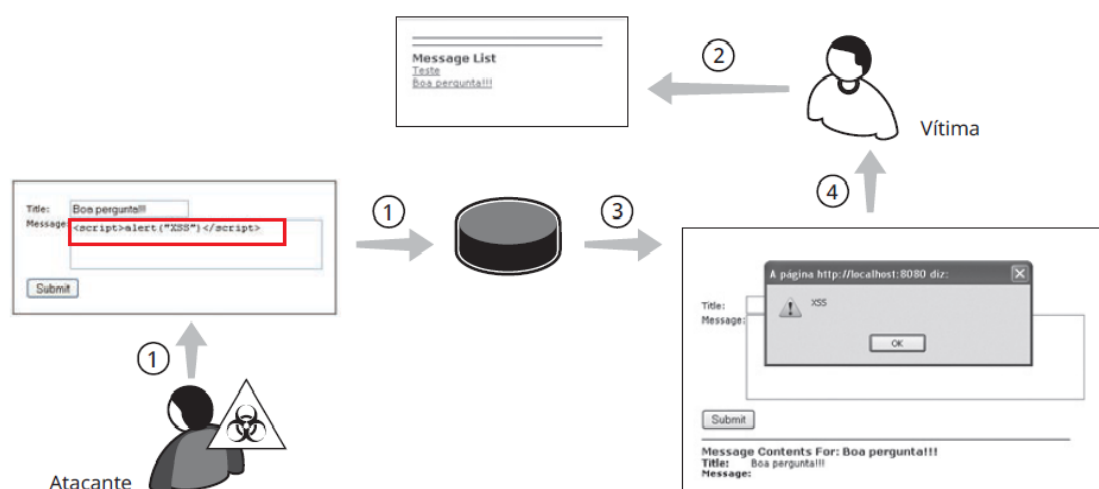 Message List
Teste
Boa pergunta!!!
2
Vítima
Title: Boa pergunta!!!
Message: <script>alert("XSS")</script>
Submit
1
3
4
A página http://localhost:8080 diz:
XSS
OK
Title:
Message:
Submit
Message Contents For: Boa pergunta!!!
Title: Boa pergunta!!!
Message:
1
Atacante